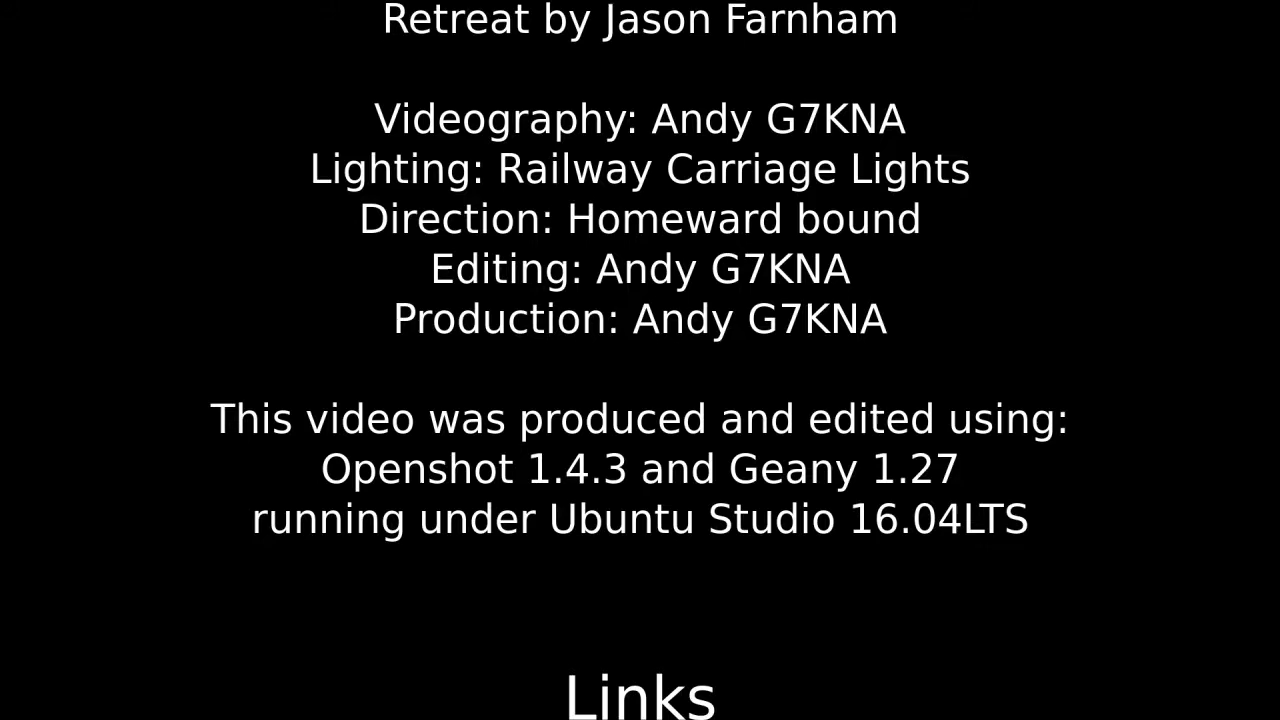 Retreat by Jason Farnham
Videography: Andy G7KNA
Lighting: Railway Carriage Lights
Direction: Homeward bound
Editing: Andy G7KNA
Production: Andy G7KNA
This video was produced and edited using:
Openshot 1.4.3 and Geany 1.27
running under Ubuntu Studio 16.04LTS
Links